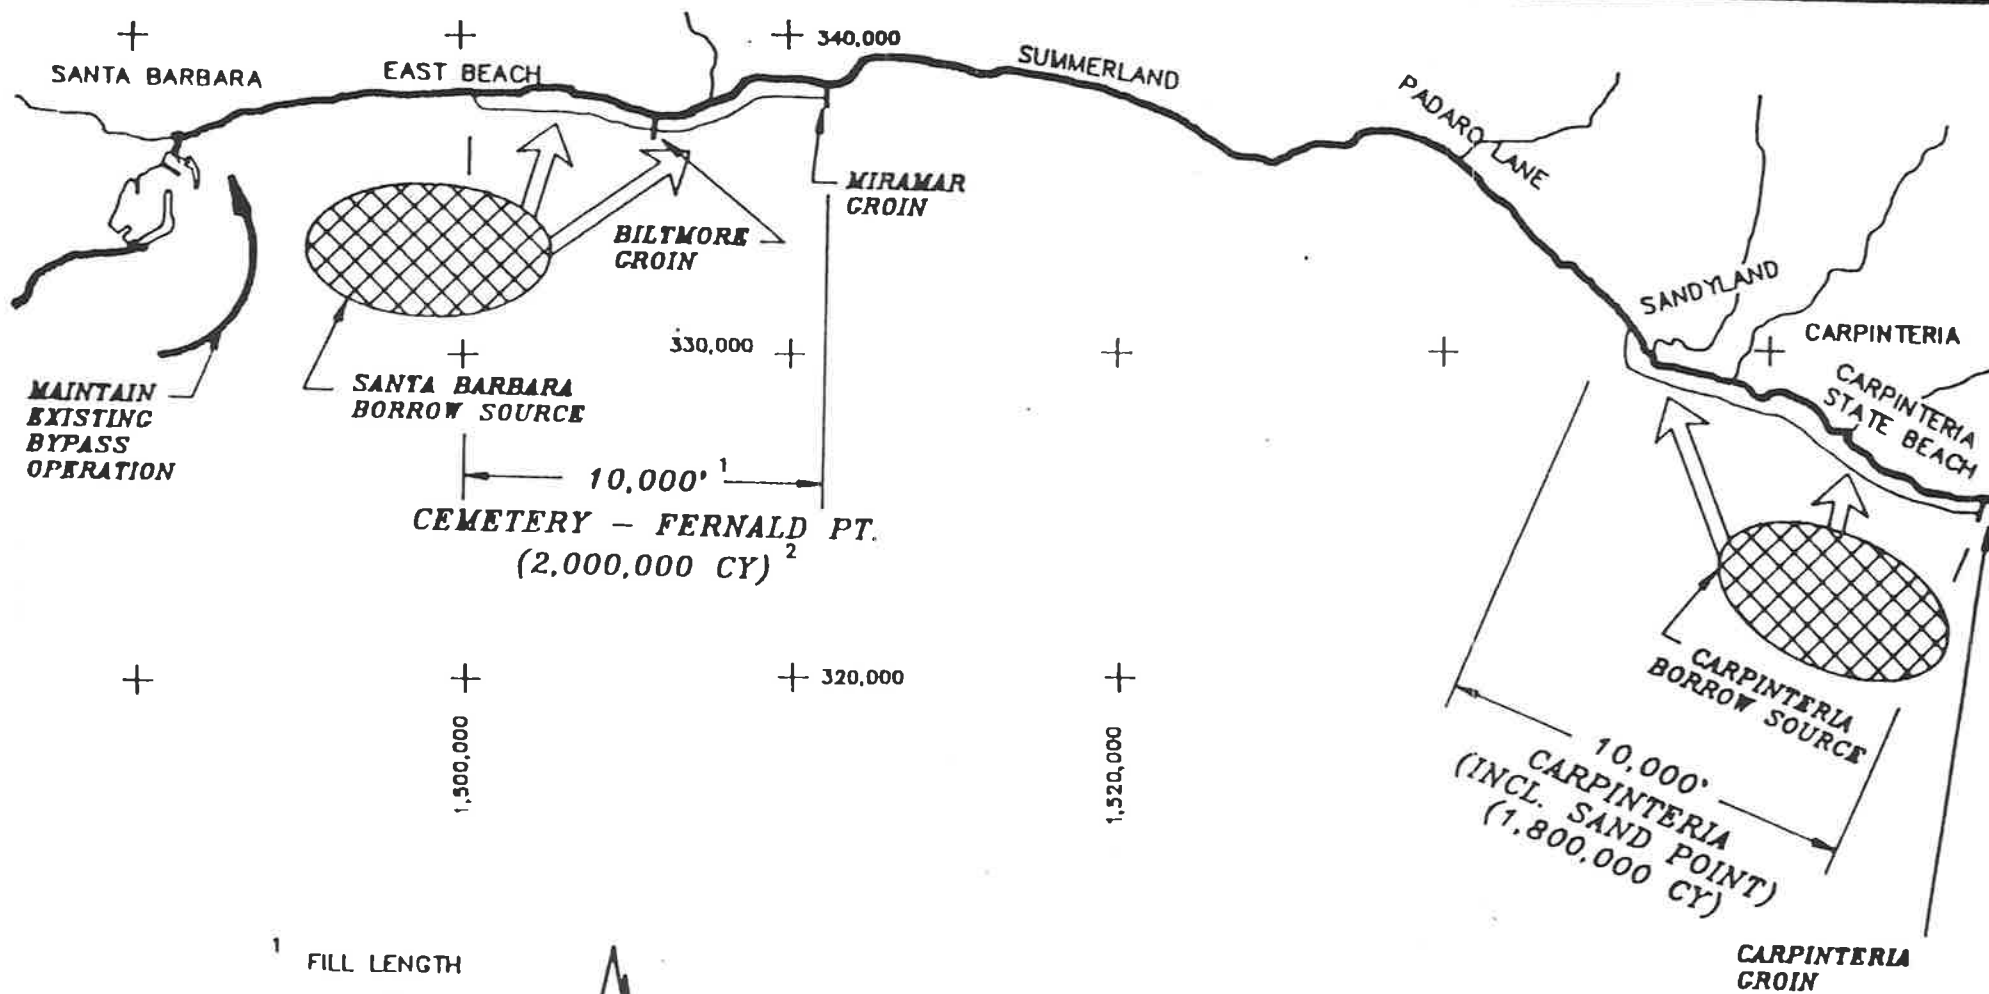 340,000
SANTA BARBARA
EAST BEACH
SUMMERLAND
PADARO LANE
MIRAMAR
GROIN
BILTMORE
GROIN
SANDYLAND
CARPINTERIA
CARPINTERIA
STATE BEACH
330,000
MAINTAIN
EXISTING
BYPASS
OPERATION
SANTA BARBARA
BORROW SOURCE
10,000' 1
CEMETERY – FERNALD PT.
(2,000,000 CY) 2
320,000
1,500,000
1,520,000
CARPINTERIA
BORROW SOURCE
10,000'
CARPINTERIA
(INCL. SAND POINT)
(1,800,000 CY)
CARPINTERIA
GROIN
1 FILL LENGTH